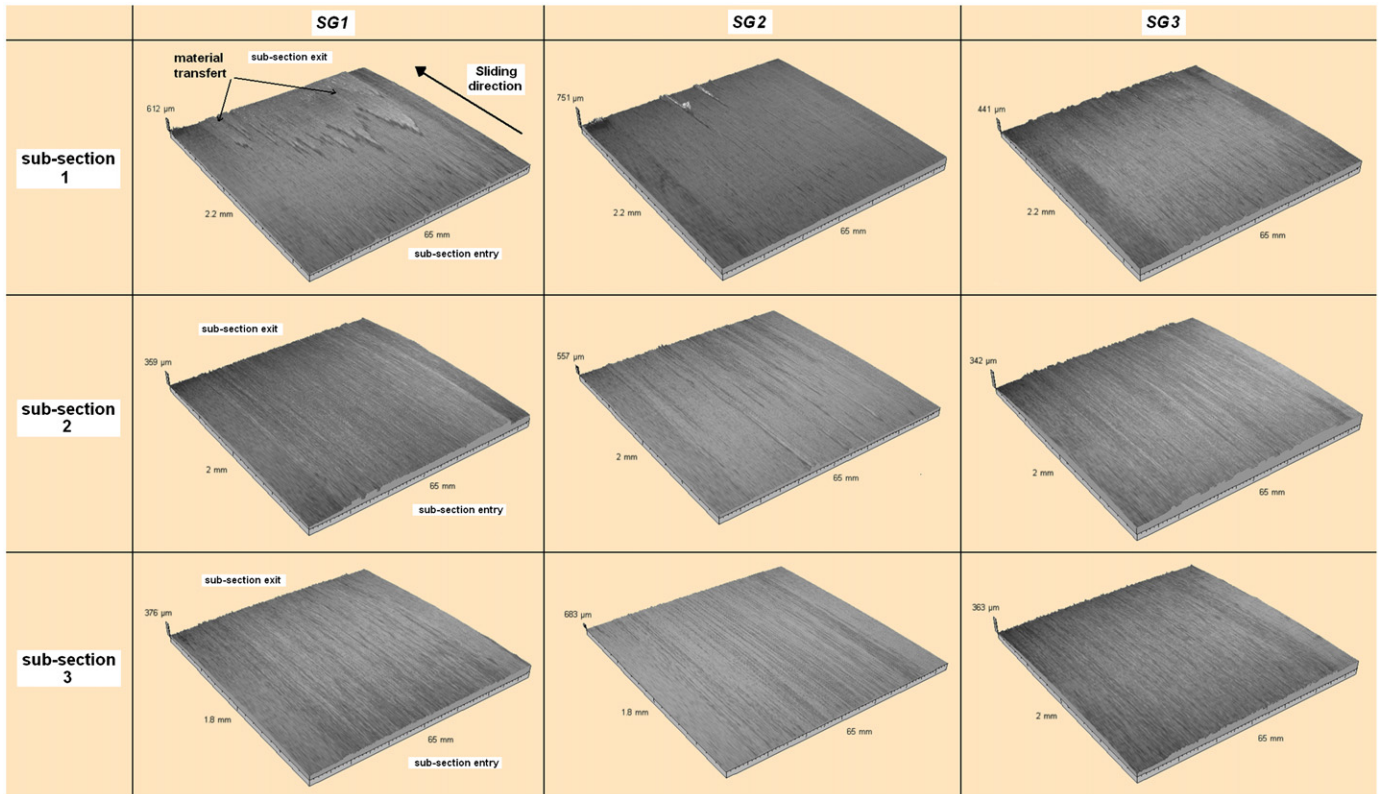 SG1
SG2
SG3
sub-section
1
material
transfert
sub-section exit
Sliding
direction
612 µm
2.2 mm
65 mm
sub-section entry
751 µm
2.2 mm
65 mm
441 µm
2.2 mm
65 mm
sub-section
2
sub-section exit
359 µm
2 mm
65 mm
sub-section entry
557 µm
2 mm
65 mm
342 µm
2 mm
65 mm
sub-section
3
sub-section exit
376 µm
1.8 mm
65 mm
sub-section entry
683 µm
1.8 mm
65 mm
363 µm
2 mm
65 mm